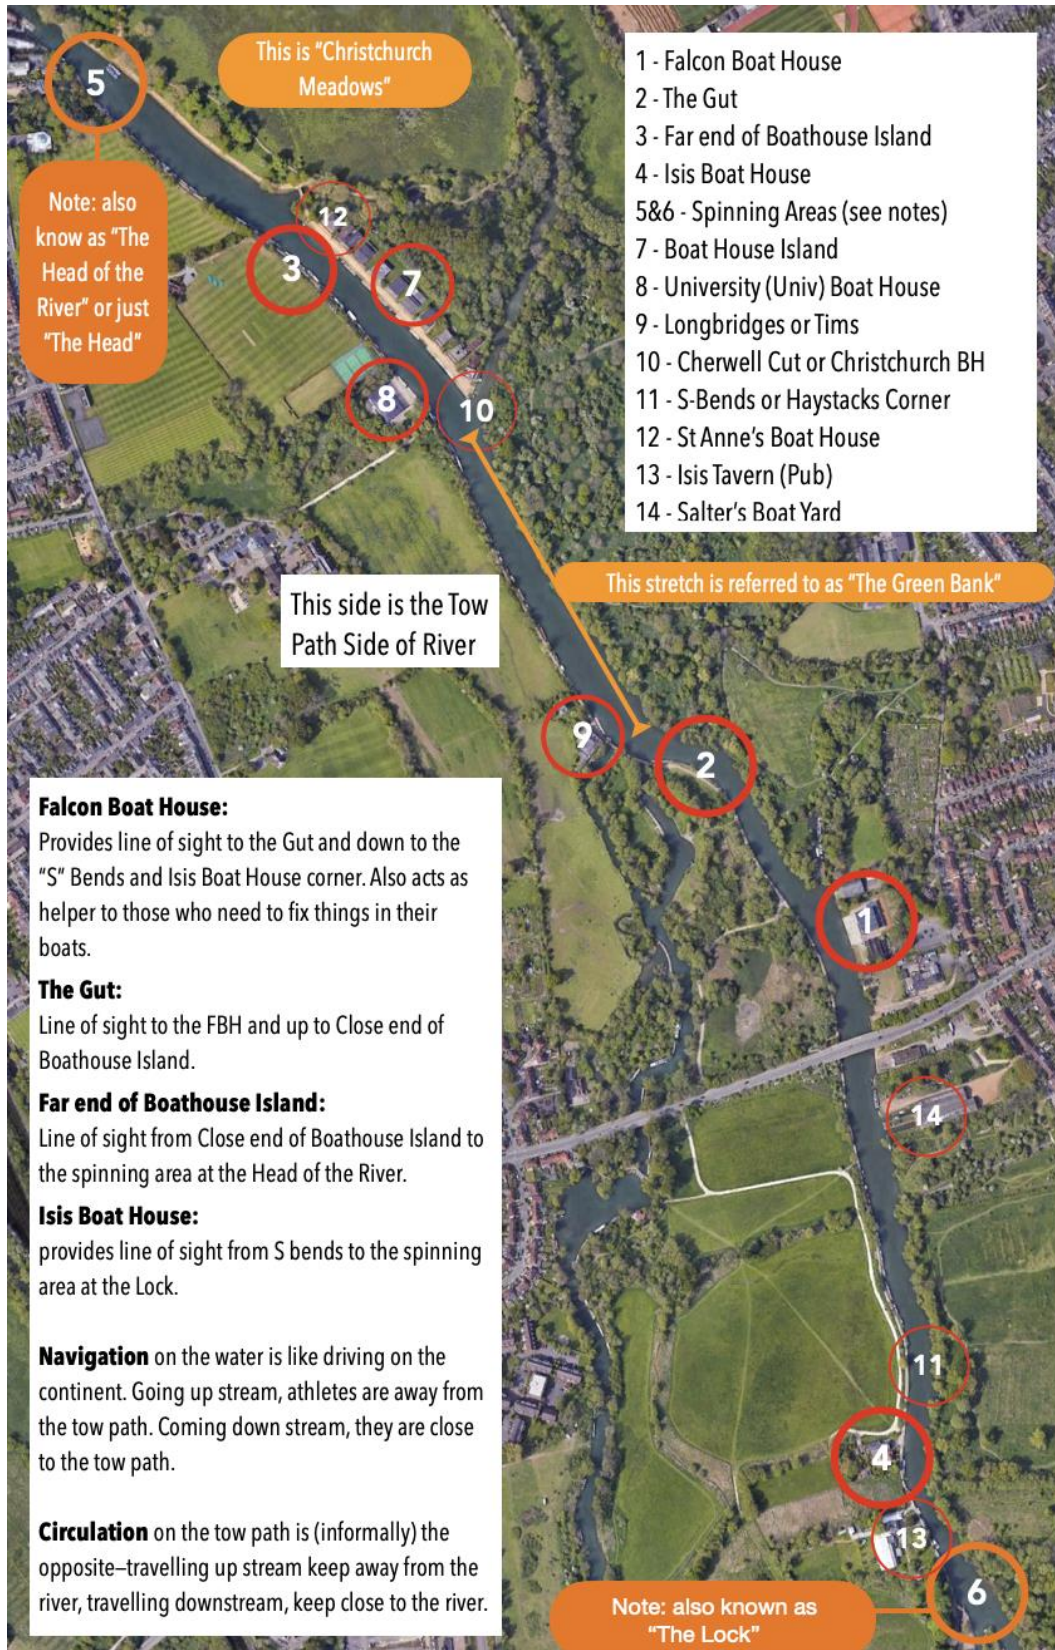 5
This is "Christchurch
Meadows"
Note: also
know as "The
Head of the
River" or just
"The Head"
12
3
7
8
10
1 - Falcon Boat House
2 - The Gut
3 - Far end of Boathouse Island
4 - Isis Boat House
5&6 - Spinning Areas (see notes)
7 - Boat House Island
8 - University (Univ) Boat House
9 - Longbridges or Tims
10 - Cherwell Cut or Christchurch BH
11 - S-Bends or Haystacks Corner
12 - St Anne's Boat House
13 - Isis Tavern (Pub)
14 - Salter's Boat Yard
This stretch is referred to as "The Green Bank"
This side is the Tow
Path Side of River
9
2
1
14
11
4
13
6
Falcon Boat House:
Provides line of sight to the Gut and down to the
"S" Bends and Isis Boat House corner. Also acts as
helper to those who need to fix things in their
boats.
The Gut:
Line of sight to the FBH and up to Close end of
Boathouse Island.
Far end of Boathouse Island:
Line of sight from Close end of Boathouse Island to
the spinning area at the Head of the River.
Isis Boat House:
provides line of sight from S bends to the spinning
area at the Lock.
Navigation on the water is like driving on the
continent. Going up stream, athletes are away from
the tow path. Coming down stream, they are close
to the tow path.
Circulation on the tow path is (informally) the
opposite–travelling up stream keep away from the
river, travelling downstream, keep close to the river.
Note: also known as
"The Lock"